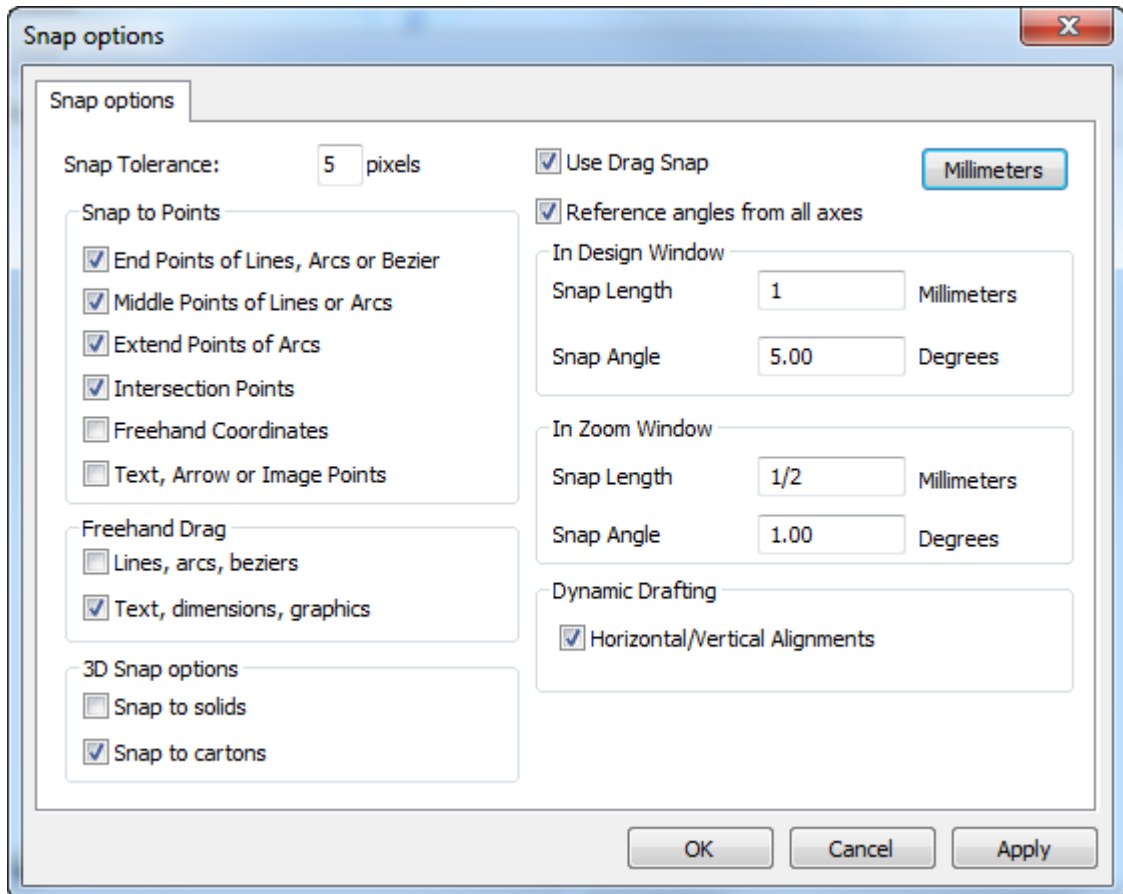 Snap options
Snap options
Snap Tolerance: 5 pixels
Snap to Points
End Points of Lines, Arcs or Bezier
Middle Points of Lines or Arcs
Extend Points of Arcs
Intersection Points
Freehand Coordinates
Text, Arrow or Image Points
Freehand Drag
Lines, arcs, beziers
Text, dimensions, graphics
3D Snap options
Snap to solids
Snap to cartons
Use Drag Snap
Millimeters
Reference angles from all axes
In Design Window
Snap Length 1 Millimeters
Snap Angle 5.00 Degrees
In Zoom Window
Snap Length 1/2 Millimeters
Snap Angle 1.00 Degrees
Dynamic Drafting
Horizontal/Vertical Alignments
OK Cancel Apply